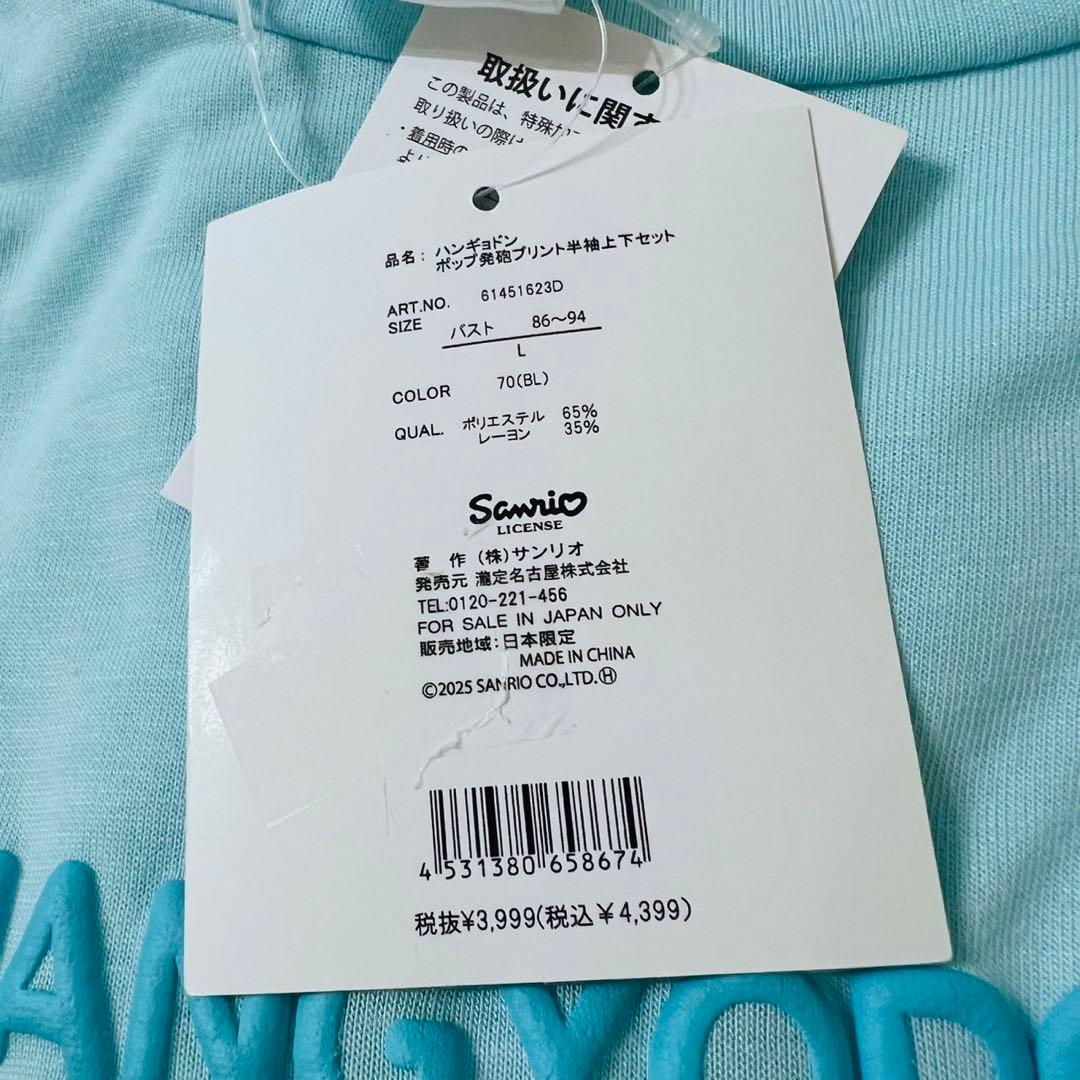 取扱いに関す
この製品は、特殊加工
取り扱いの際は
・着用時の
品名： ハンギョドン
ポップ発砲プリント半袖上下セット
ART.NO. 61451623D
SIZE バスト 86〜94
L
COLOR 70(BL)
QUAL. ポリエステル 65%
レーヨン 35%
Sanrio
LICENSE
著 作 (株)サンリオ
発売元 瀧定名古屋株式会社
TEL:0120-221-456
FOR SALE IN JAPAN ONLY
販売地域:日本限定
MADE IN CHINA
©2025 SANRIO CO.,LTD. Ⓗ
4 531380 658674
税抜¥3,999(税込¥4,399)
ANGYOD